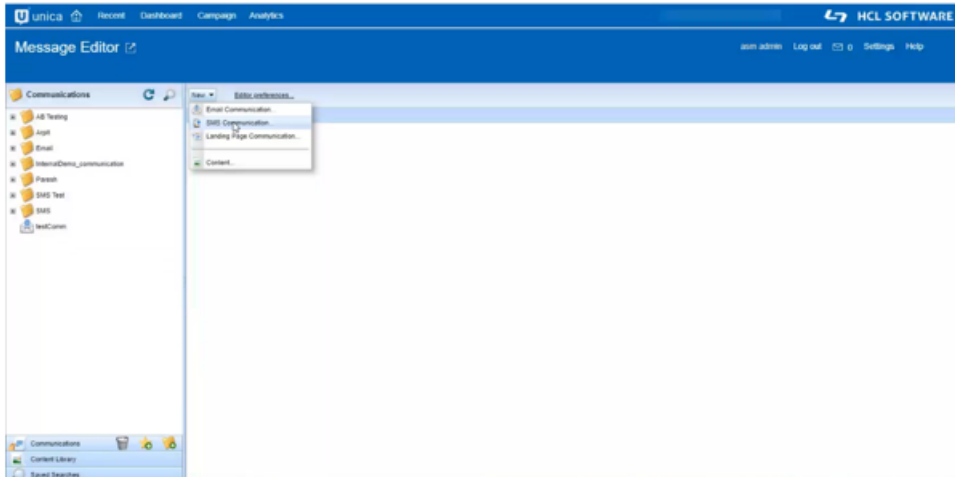 unica Recent Dashboard Campaign Analytics HCL SOFTWARE
Message Editor
asm admin Log out 0 Settings Help
Communications
New Editor preferences...
Email Communication...
SMS Communication...
Landing Page Communication...
Content...
AB Testing
Arpit
Email
InternalDemo_communication
Paresh
SMS Test
SMS
testComm
Communications
Content Library
Saved Searches